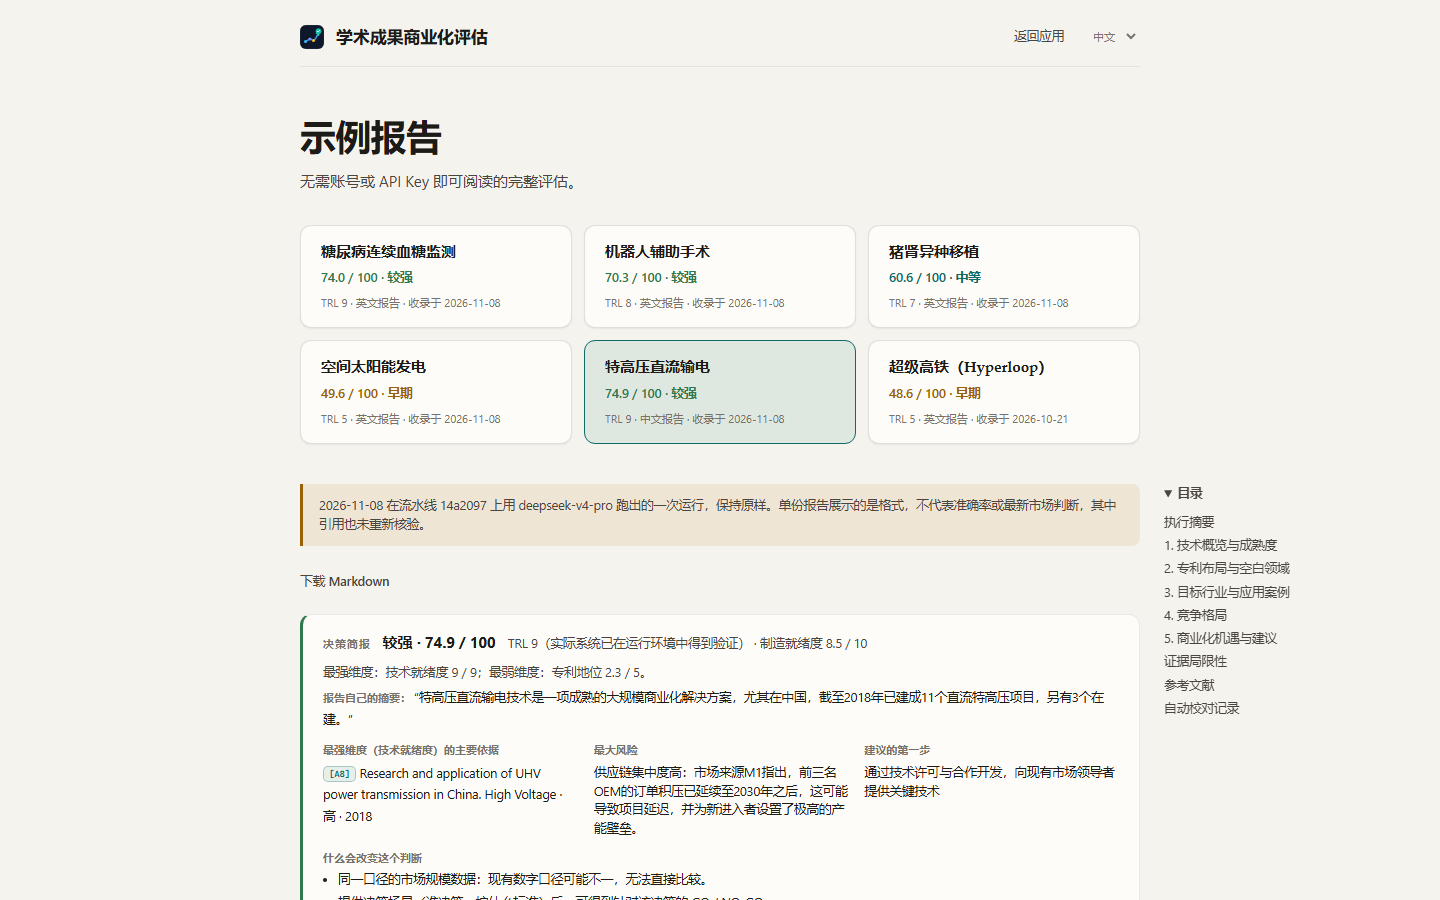 学术成果商业化评估
返回应用
中文
示例报告
无需账号或 API Key 即可阅读的完整评估。
糖尿病连续血糖监测
74.0 / 100 · 较强
TRL 9 · 英文报告 · 收录于 2026-11-08
机器人辅助手术
70.3 / 100 · 较强
TRL 8 · 英文报告 · 收录于 2026-11-08
猪肾异种移植
60.6 / 100 · 中等
TRL 7 · 英文报告 · 收录于 2026-11-08
空间太阳能发电
49.6 / 100 · 早期
TRL 5 · 英文报告 · 收录于 2026-11-08
特高压直流输电
74.9 / 100 · 较强
TRL 9 · 中文报告 · 收录于 2026-11-08
超级高铁（Hyperloop）
48.6 / 100 · 早期
TRL 5 · 英文报告 · 收录于 2026-10-21
2026-11-08 在流水线 14a2097 上用 deepseek-v4-pro 跑出的一次运行，保持原样。单份报告展示的是格式，不代表准确率或最新市场判断，其中
引用也未重新核验。
下载 Markdown
▼ 目录
执行摘要
1. 技术概览与成熟度
2. 专利布局与空白领域
3. 目标行业与应用案例
4. 竞争格局
5. 商业化机遇与建议
证据局限性
参考文献
自动校对记录
决策简报 较强 · 74.9 / 100 TRL 9（实际系统已在运行环境中得到验证） · 制造就绪度 8.5 / 10
最强维度：技术就绪度 9 / 9；最弱维度：专利地位 2.3 / 5。
报告自己的摘要：“特高压直流输电技术是一项成熟的大规模商业化解决方案，尤其在中国，截至2018年已建成11个直流特高压项目，另有3个在
建。”
最强维度（技术就绪度）的主要依据
[A8] Research and application of UHV
power transmission in China. High Voltage ·
高 · 2018
最大风险
供应链集中度高：市场来源M1指出，前三名
OEM的订单积压已延续至2030年之后，这可能
导致项目延迟，并为新进入者设置了极高的产
能壁垒。
建议的第一步
通过技术许可与合作开发，向现有市场领导者
提供关键技术
什么会改变这个判断
• 同一口径的市场规模数据：现有数字口径可能不一，无法直接比较。